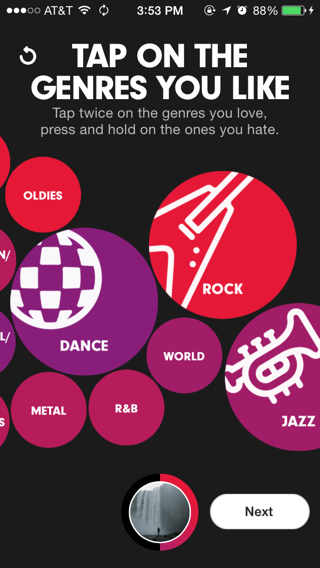 AT&T 3:53 PM 88%
TAP ON THE
GENRES YOU LIKE
Tap twice on the genres you love,
press and hold on the ones you hate.
OLDIES
N/
ROCK
L/
DANCE
WORLD
METAL
R&B
JAZZ
S
Next